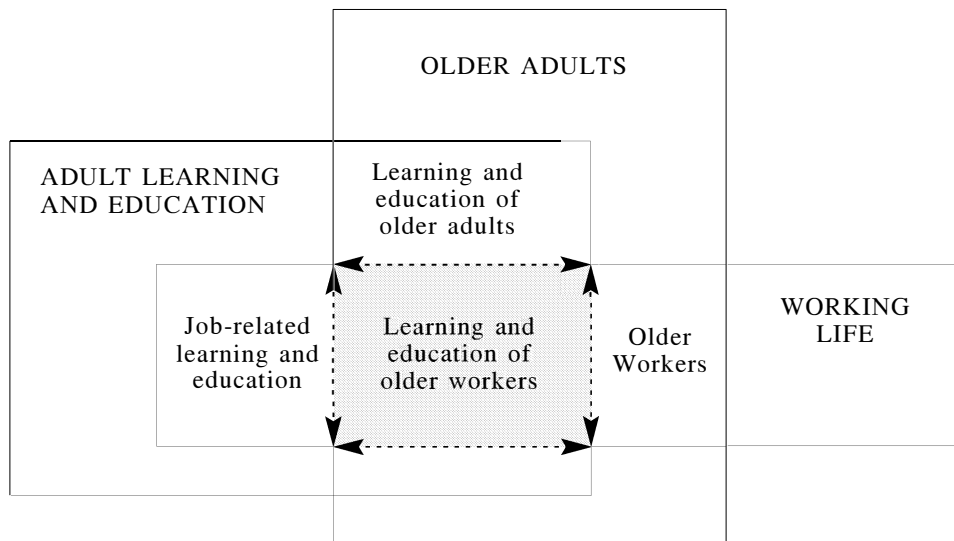 OLDER ADULTS
ADULT LEARNING
AND EDUCATION
Learning and
education of
older adults
Job-related
learning and
education
Learning and
education of
older workers
Older
Workers
WORKING
LIFE